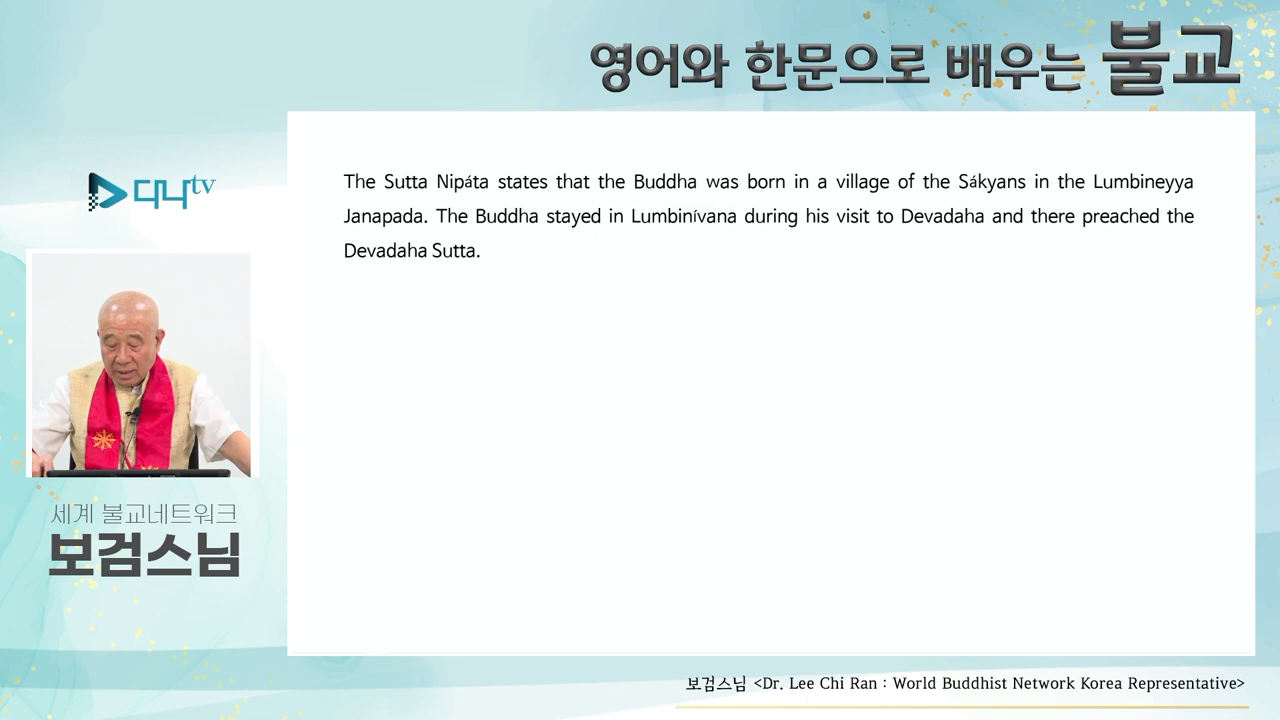 영어와 한문으로 배우는 불교
다나tv
The Sutta Nipáta states that the Buddha was born in a village of the Sákyans in the Lumbineyya
Janapada. The Buddha stayed in Lumbinívana during his visit to Devadaha and there preached the
Devadaha Sutta.
세계 불교네트워크
보검스님
보검스님 <Dr. Lee Chi Ran : World Buddhist Network Korea Representative>